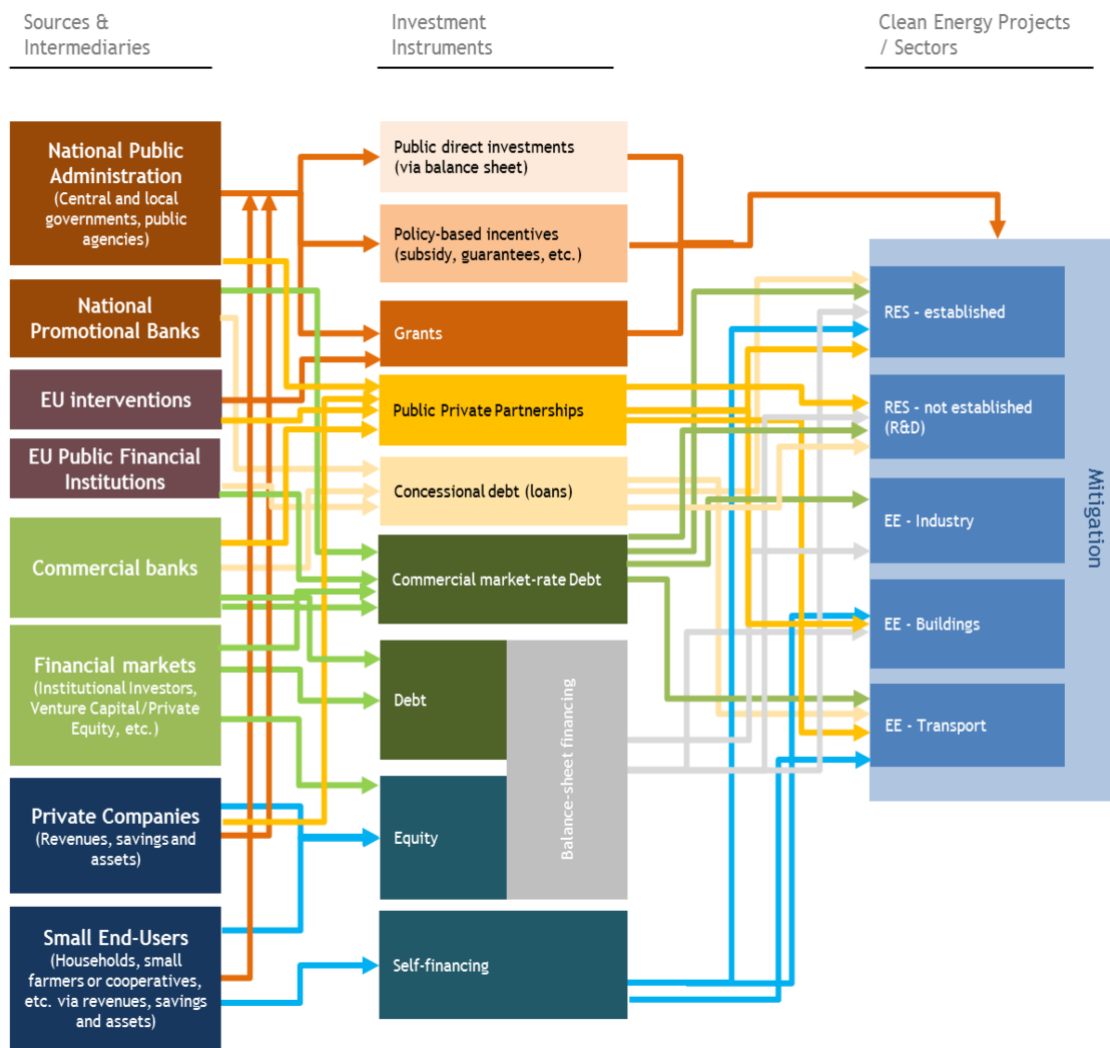 Sources &
Intermediaries
Investment
Instruments
Clean Energy Projects
/ Sectors
National Public
Administration
(Central and local
governments, public
agencies)
National
Promotional Banks
EU interventions
EU Public Financial
Institutions
Commercial banks
Financial markets
(Institutional Investors,
Venture Capital/Private
Equity, etc.)
Private Companies
(Revenues, savings and
assets)
Small End-Users
(Households, small
farmers or cooperatives,
etc. via revenues, savings
and assets)
Public direct investments
(via balance sheet)
Policy-based incentives
(subsidy, guarantees, etc.)
Grants
Public Private Partnerships
Concessional debt (loans)
Commercial market-rate Debt
Debt
Equity
Balance-sheet financing
Self-financing
RES - established
RES - not established
(R&D)
EE - Industry
EE - Buildings
EE - Transport
Mitigation